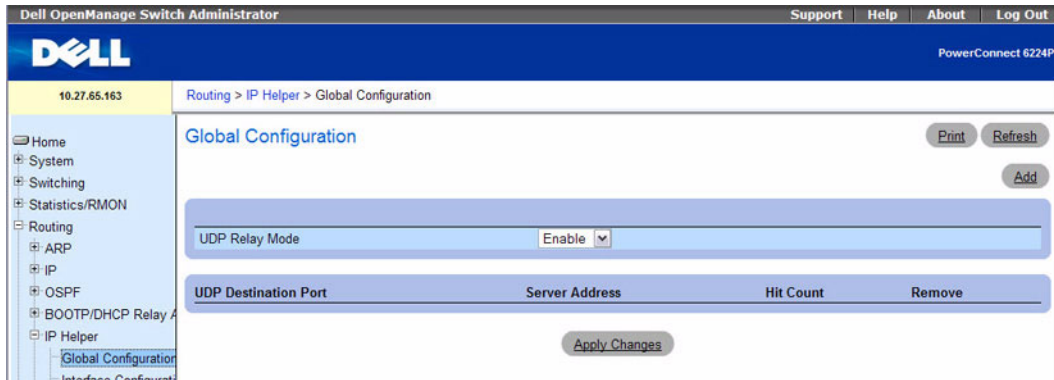 Dell OpenManage Switch Administrator
Support Help About Log Out
DELL
PowerConnect 6224P
10.27.65.163
Routing > IP Helper > Global Configuration
Home
System
Switching
Statistics/RMON
Routing
ARP
IP
OSPF
BOOTP/DHCP Relay A
IP Helper
Global Configuration
Interface Configurati
Global Configuration
Print Refresh
Add
UDP Relay Mode Enable
UDP Destination Port Server Address Hit Count Remove
Apply Changes